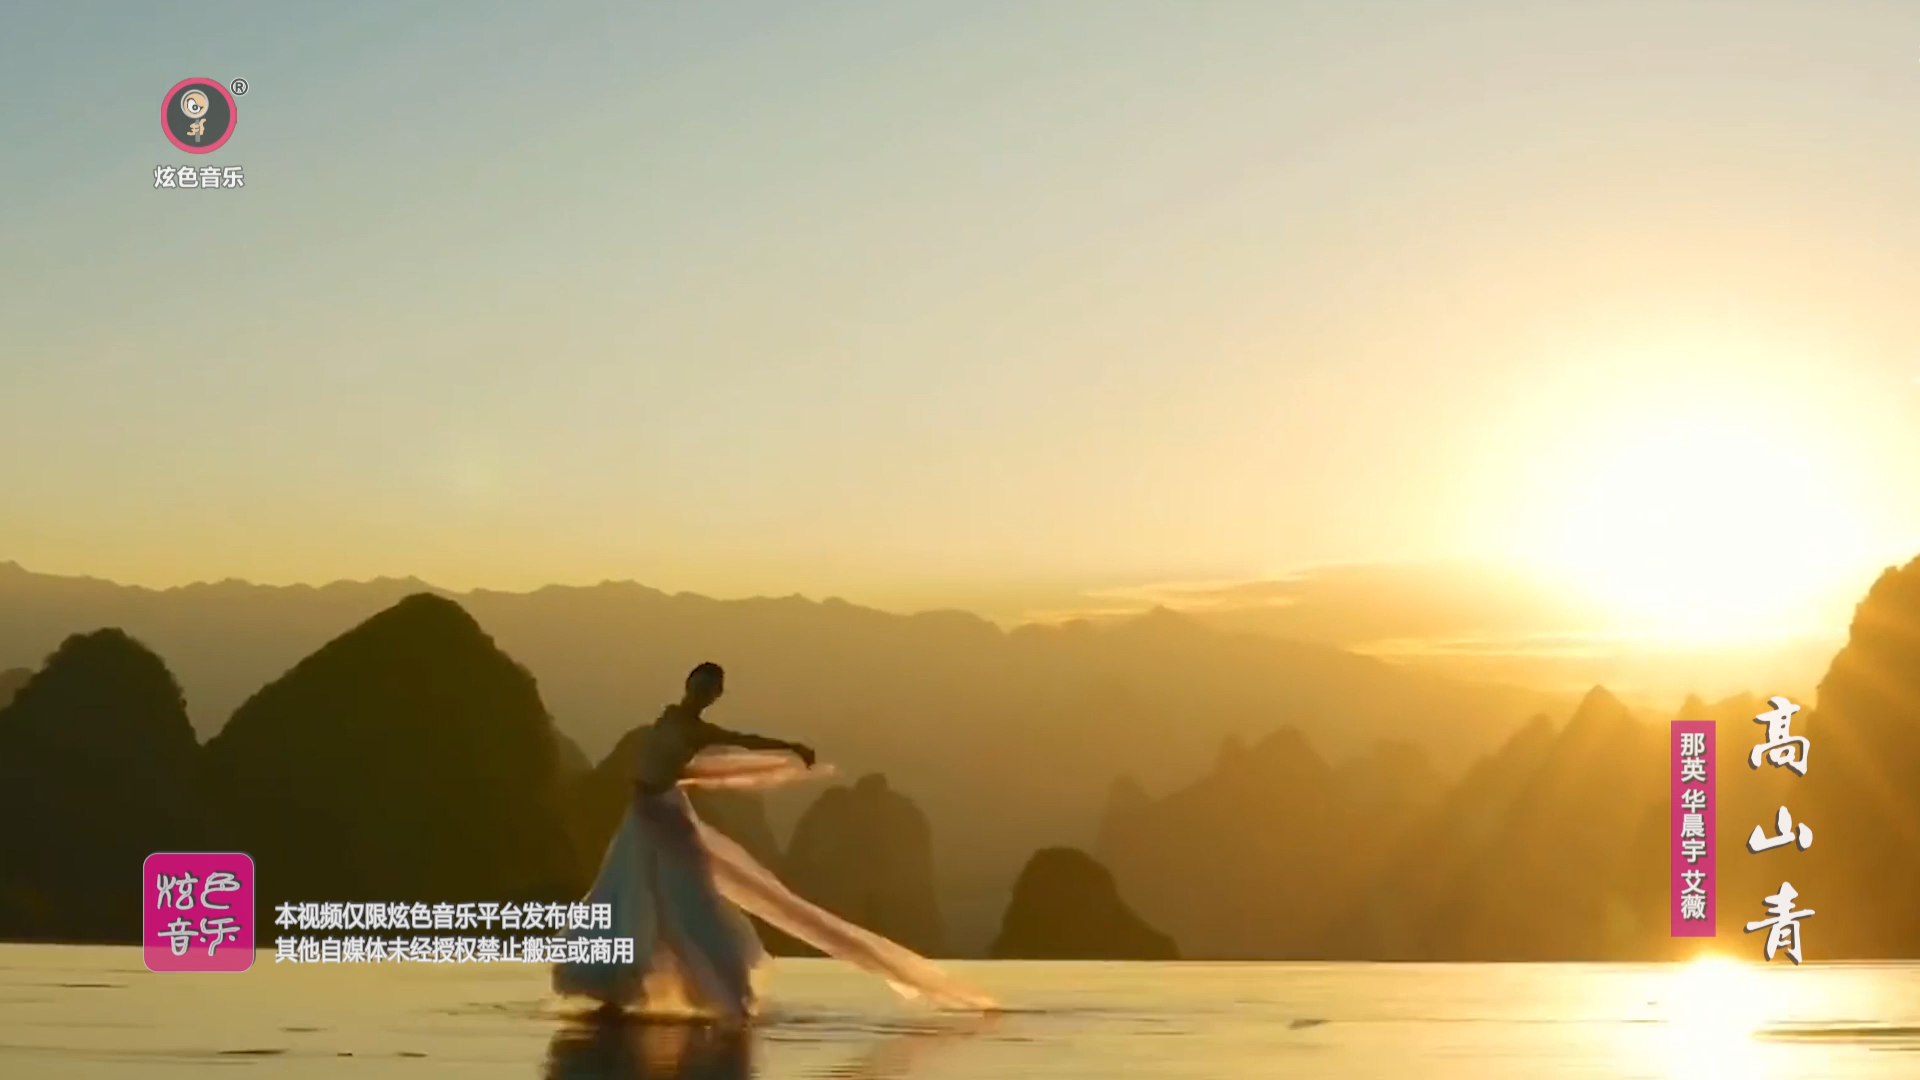 ®
炫色音乐
高山青
那英 华晨宇 艾薇
炫色
音乐
本视频仅限炫色音乐平台发布使用
其他自媒体未经授权禁止搬运或商用